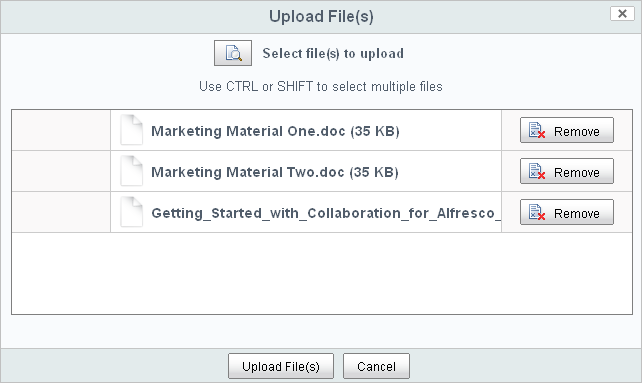 Upload File(s)
Select file(s) to upload
Use CTRL or SHIFT to select multiple files
Marketing Material One.doc (35 KB) Remove
Marketing Material Two.doc (35 KB) Remove
Getting_Started_with_Collaboration_for_Alfresco_ Remove
Upload File(s) Cancel